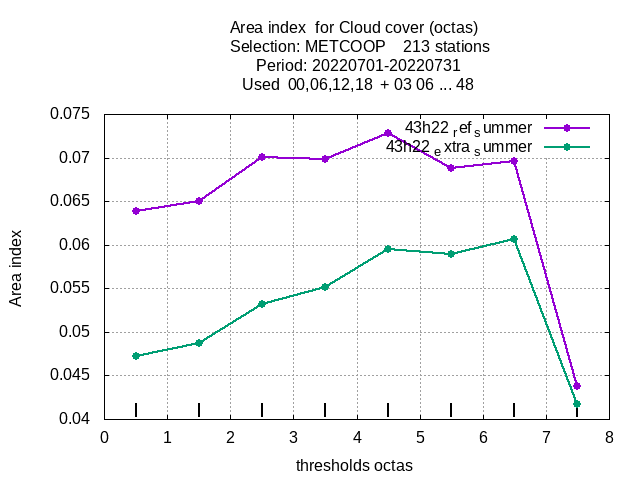 Area index  for Cloud cover (octas)
Selection: METCOOP    213 stations
Period: 20220701-20220731
Used  00,06,12,18  + 03 06 ... 48
0.075
0.07
0.065
0.06
0.055
0.05
0.045
0.04
Area index
43h22 ref summer
43h22 extra summer
0 1 2 3 4 5 6 7 8
thresholds octas